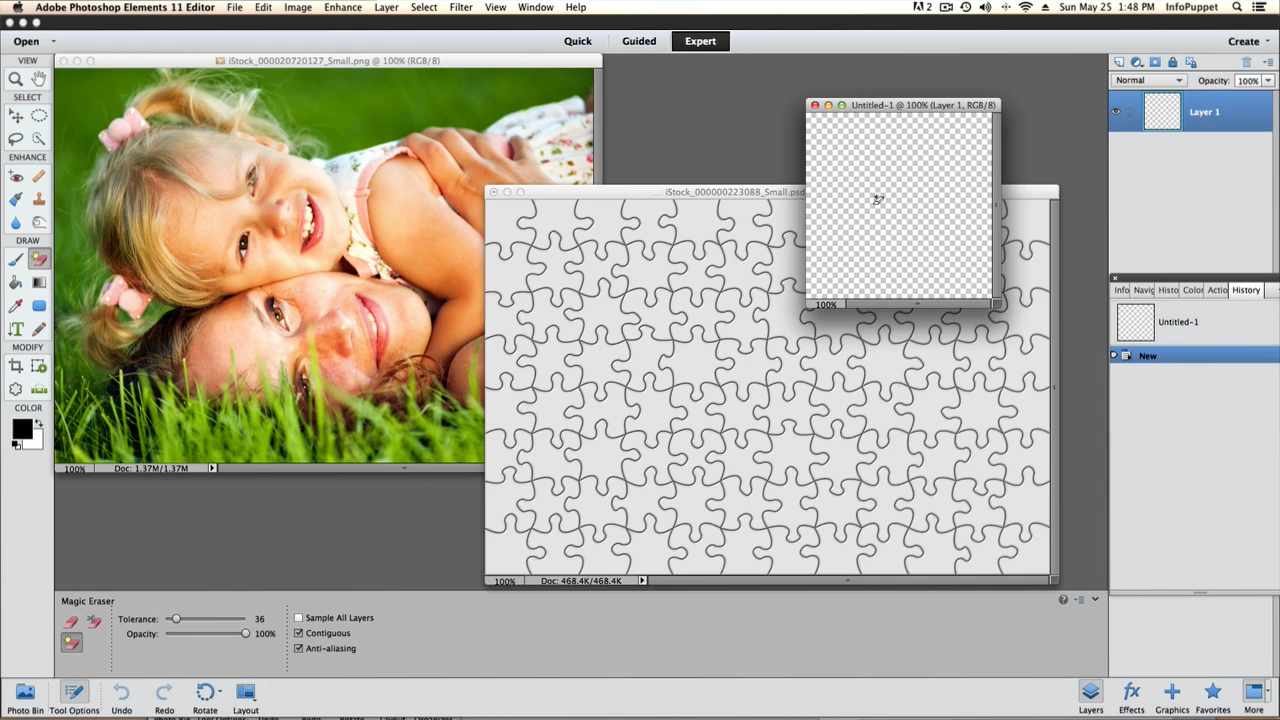 Adobe Photoshop Elements 11 Editor File Edit Image Enhance Layer Select Filter View Window Help 2 Sun May 25 1:48 PM InfoPuppet
Open Quick Guided Expert Create
VIEW
SELECT
ENHANCE
DRAW
MODIFY
COLOR
iStock_000020720127_Small.png @ 100% (RGB/8)
100% Doc: 1.37M/1.37M
Untitled-1 @ 100% (Layer 1, RGB/8)
100%
iStock_000000223088_Small.psd
100% Doc: 468.4K/468.4K
Normal Opacity: 100%
Layer 1
Info Navig Histo Color Actio History
Untitled-1
New
Magic Eraser
Tolerance: 36
Opacity: 100%
Sample All Layers
Contiguous
Anti-aliasing
Photo Bin Tool Options Undo Redo Rotate Layout Layers Effects Graphics Favorites More